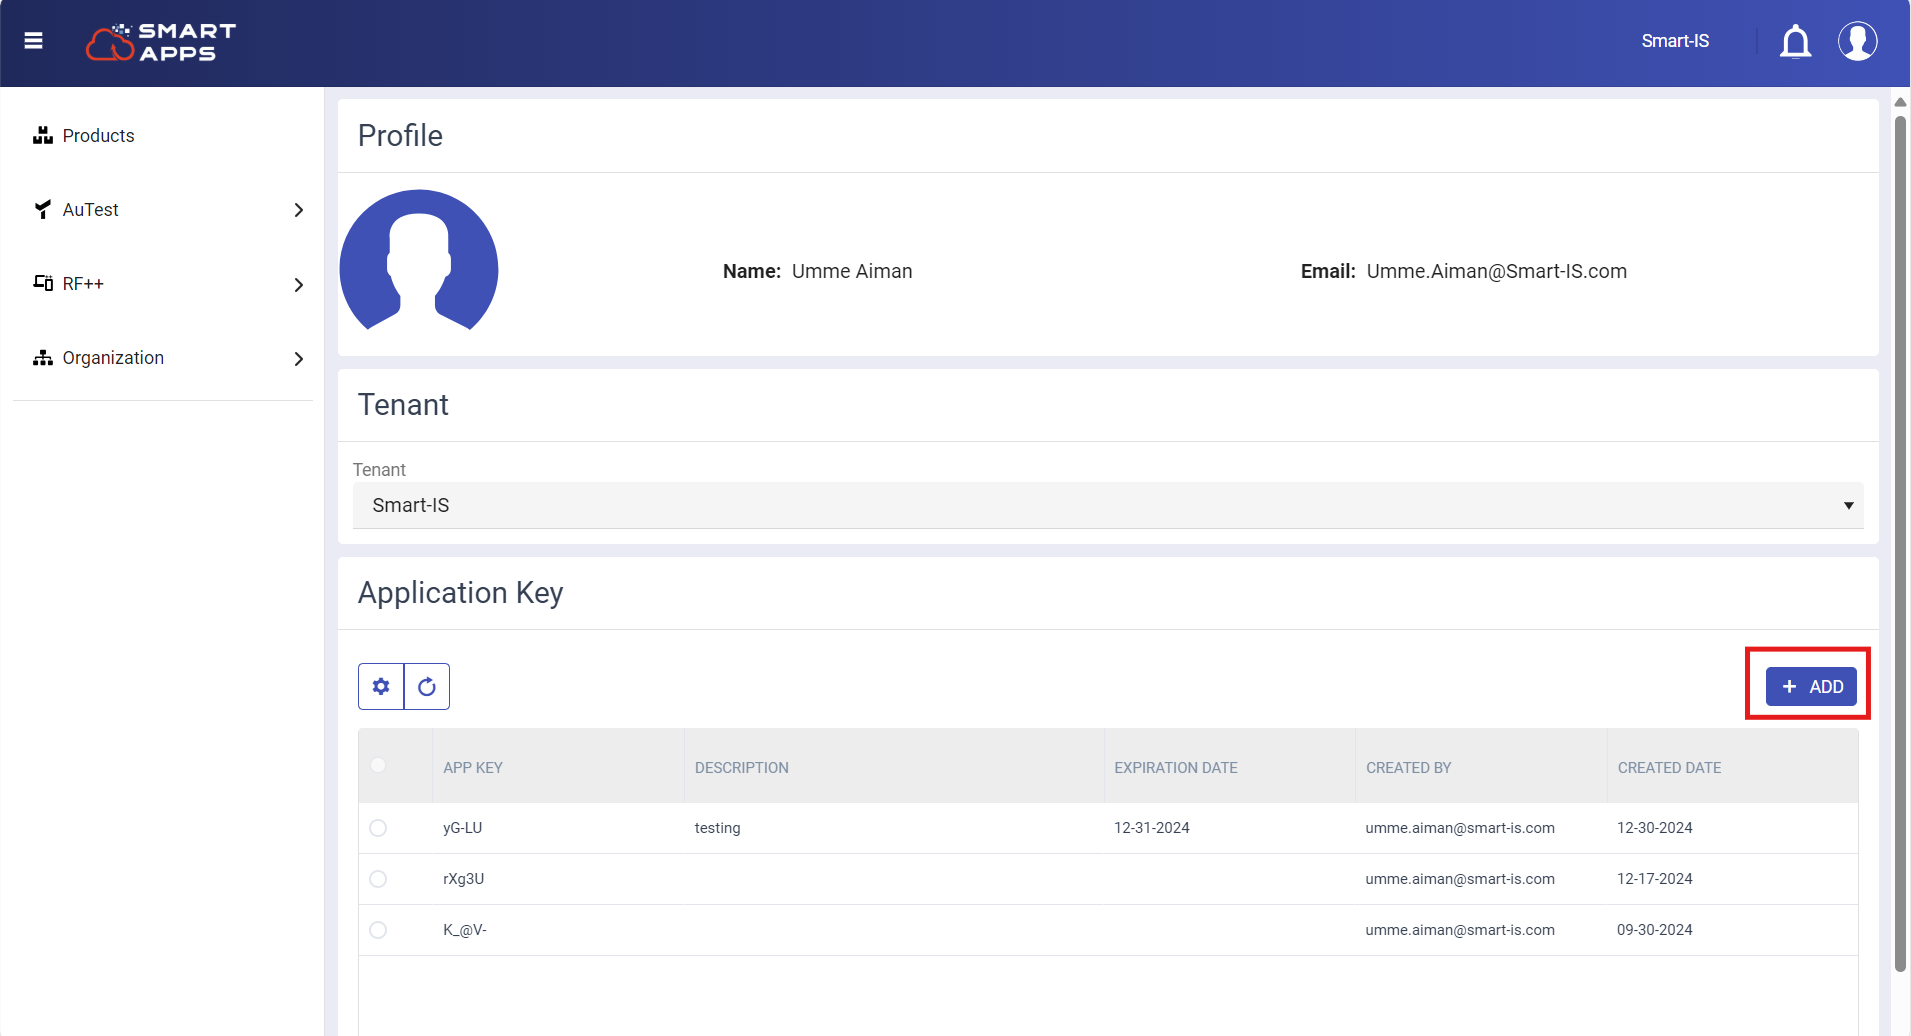 SMART
APPS
Smart-IS
Products
AuTest
RF++
Organization
Profile
Name: Umme Aiman
Email: Umme.Aiman@Smart-IS.com
Tenant
Tenant
Smart-IS
Application Key
+ ADD
APP KEY DESCRIPTION EXPIRATION DATE CREATED BY CREATED DATE
yG-LU testing 12-31-2024 umme.aiman@smart-is.com 12-30-2024
rXg3U umme.aiman@smart-is.com 12-17-2024
K_@V- umme.aiman@smart-is.com 09-30-2024